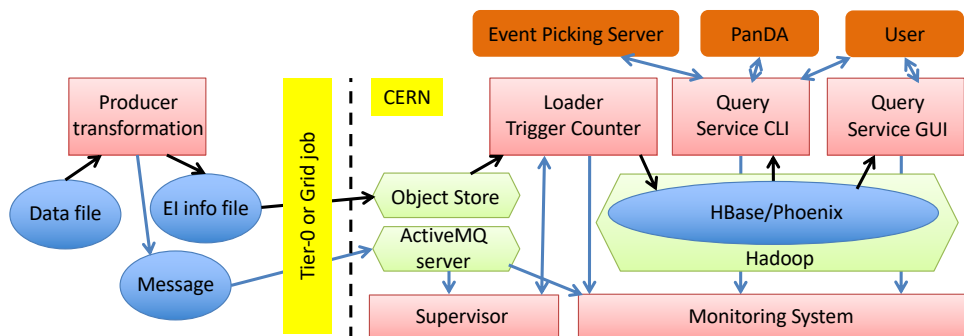 Event Picking Server
PanDA
User
Producer
transformation
Tier-0 or Grid job
CERN
Loader
Trigger Counter
Query
Service CLI
Query
Service GUI
Data file
EI info file
Object Store
HBase/Phoenix
ActiveMQ
server
Hadoop
Message
Supervisor
Monitoring System